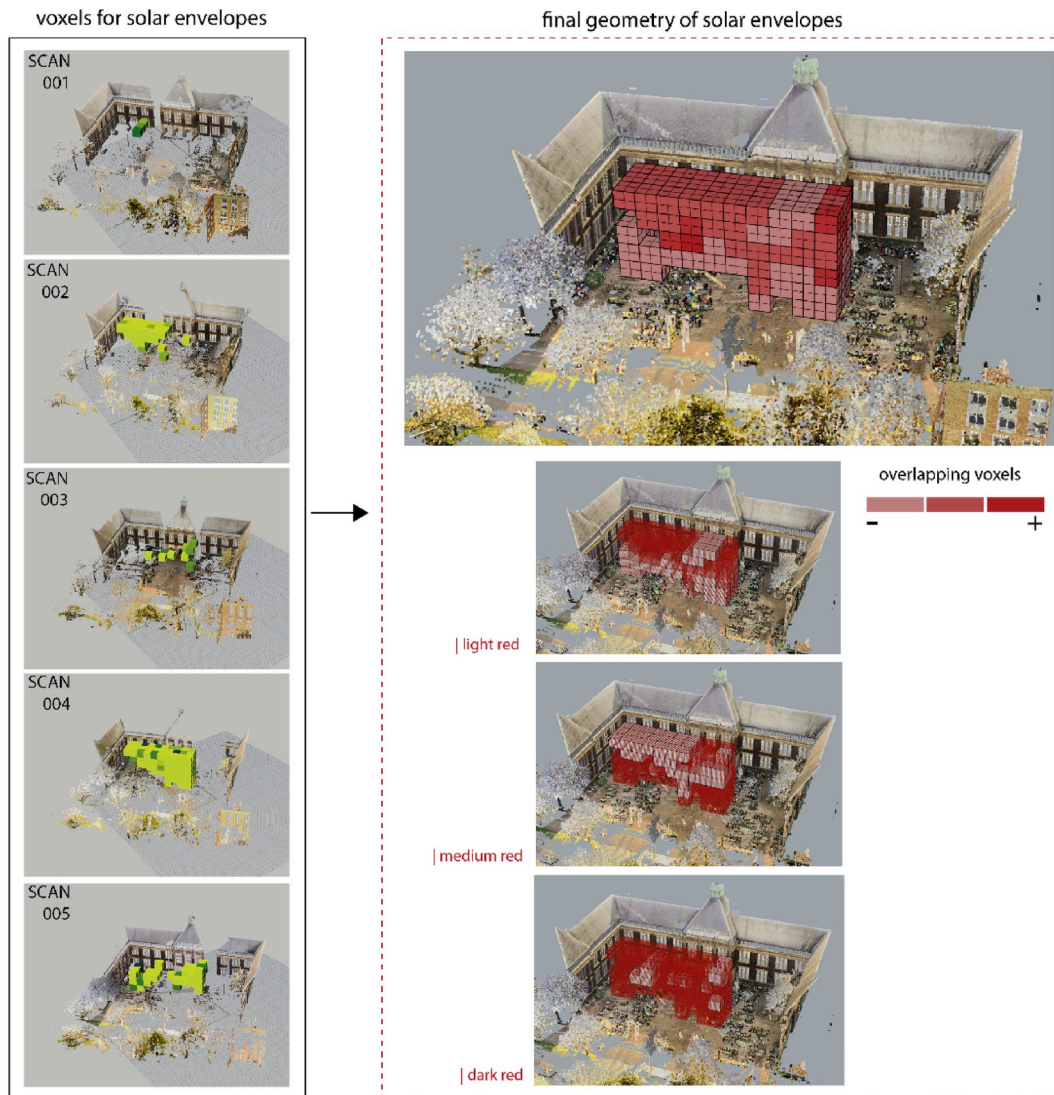 voxels for solar envelopes
final geometry of solar envelopes
SCAN
001
SCAN
002
SCAN
003
SCAN
004
SCAN
005
overlapping voxels
- +
| light red
| medium red
| dark red